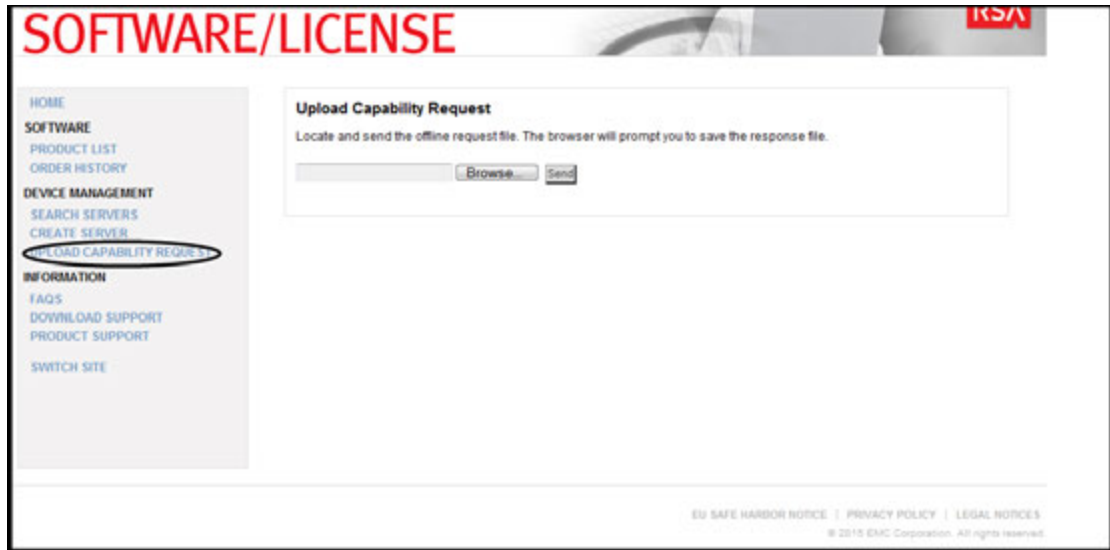 SOFTWARE/LICENSE
RSA
HOME
SOFTWARE
PRODUCT LIST
ORDER HISTORY
DEVICE MANAGEMENT
SEARCH SERVERS
CREATE SERVER
UPLOAD CAPABILITY REQUEST
INFORMATION
FAQS
DOWNLOAD SUPPORT
PRODUCT SUPPORT
SWITCH SITE
Upload Capability Request
Locate and send the offline request file. The browser will prompt you to save the response file.
Browse... Send
EU SAFE HARBOR NOTICE | PRIVACY POLICY | LEGAL NOTICES
© 2015 EMC Corporation. All rights reserved.